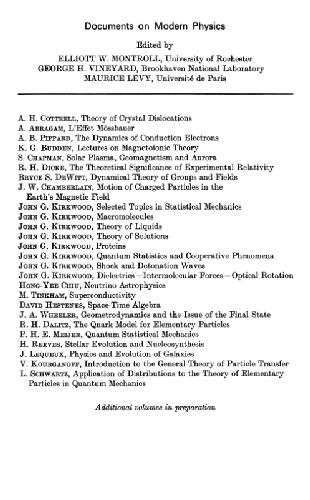 Documents on Modern Physics
Edited by
ELLIOTT W. MONTROLL, University of Rochester
GEORGE H. VINEYARD, Brookhaven National Laboratory
MAURICE LÉVY, Université de Paris
A. H. COTTRELL, Theory of Crystal Dislocations
A. ABRAGAM, L'Effet Mössbauer
A. B. PIPPARD, The Dynamics of Conduction Electrons
K. G. BUDDEN, Lectures on Magnetoionic Theory
S. CHAPMAN, Solar Plasma, Geomagnetism and Aurora
R. H. DICKE, The Theoretical Significance of Experimental Relativity
BRYCE S. DEWITT, Dynamical Theory of Groups and Fields
J. W. CHAMBERLAIN, Motion of Charged Particles in the
Earth's Magnetic Field
JOHN G. KIRKWOOD, Selected Topics in Statistical Mechanics
JOHN G. KIRKWOOD, Macromolecules
JOHN G. KIRKWOOD, Theory of Liquids
JOHN G. KIRKWOOD, Theory of Solutions
JOHN G. KIRKWOOD, Proteins
JOHN G. KIRKWOOD, Quantum Statistics and Cooperative Phenomena
JOHN G. KIRKWOOD, Shock and Detonation Waves
JOHN G. KIRKWOOD, Dielectrics—Intermolecular Forces—Optical Rotation
HONG-YEE CHIU, Neutrino Astrophysics
M. TINKHAM, Superconductivity
DAVID HESTENES, Space-Time Algebra
J. A. WHEELER, Geometrodynamics and the Issue of the Final State
R. H. DALITZ, The Quark Model for Elementary Particles
P. H. E. MEIJER, Quantum Statistical Mechanics
H. REEVES, Stellar Evolution and Nucleosynthesis
J. LEQUEUX, Physics and Evolution of Galaxies
V. KOURGANOFF, Introduction to the General Theory of Particle Transfer
L. SCHWARTZ, Application of Distributions to the Theory of Elementary
Particles in Quantum Mechanics
Additional volumes in preparation